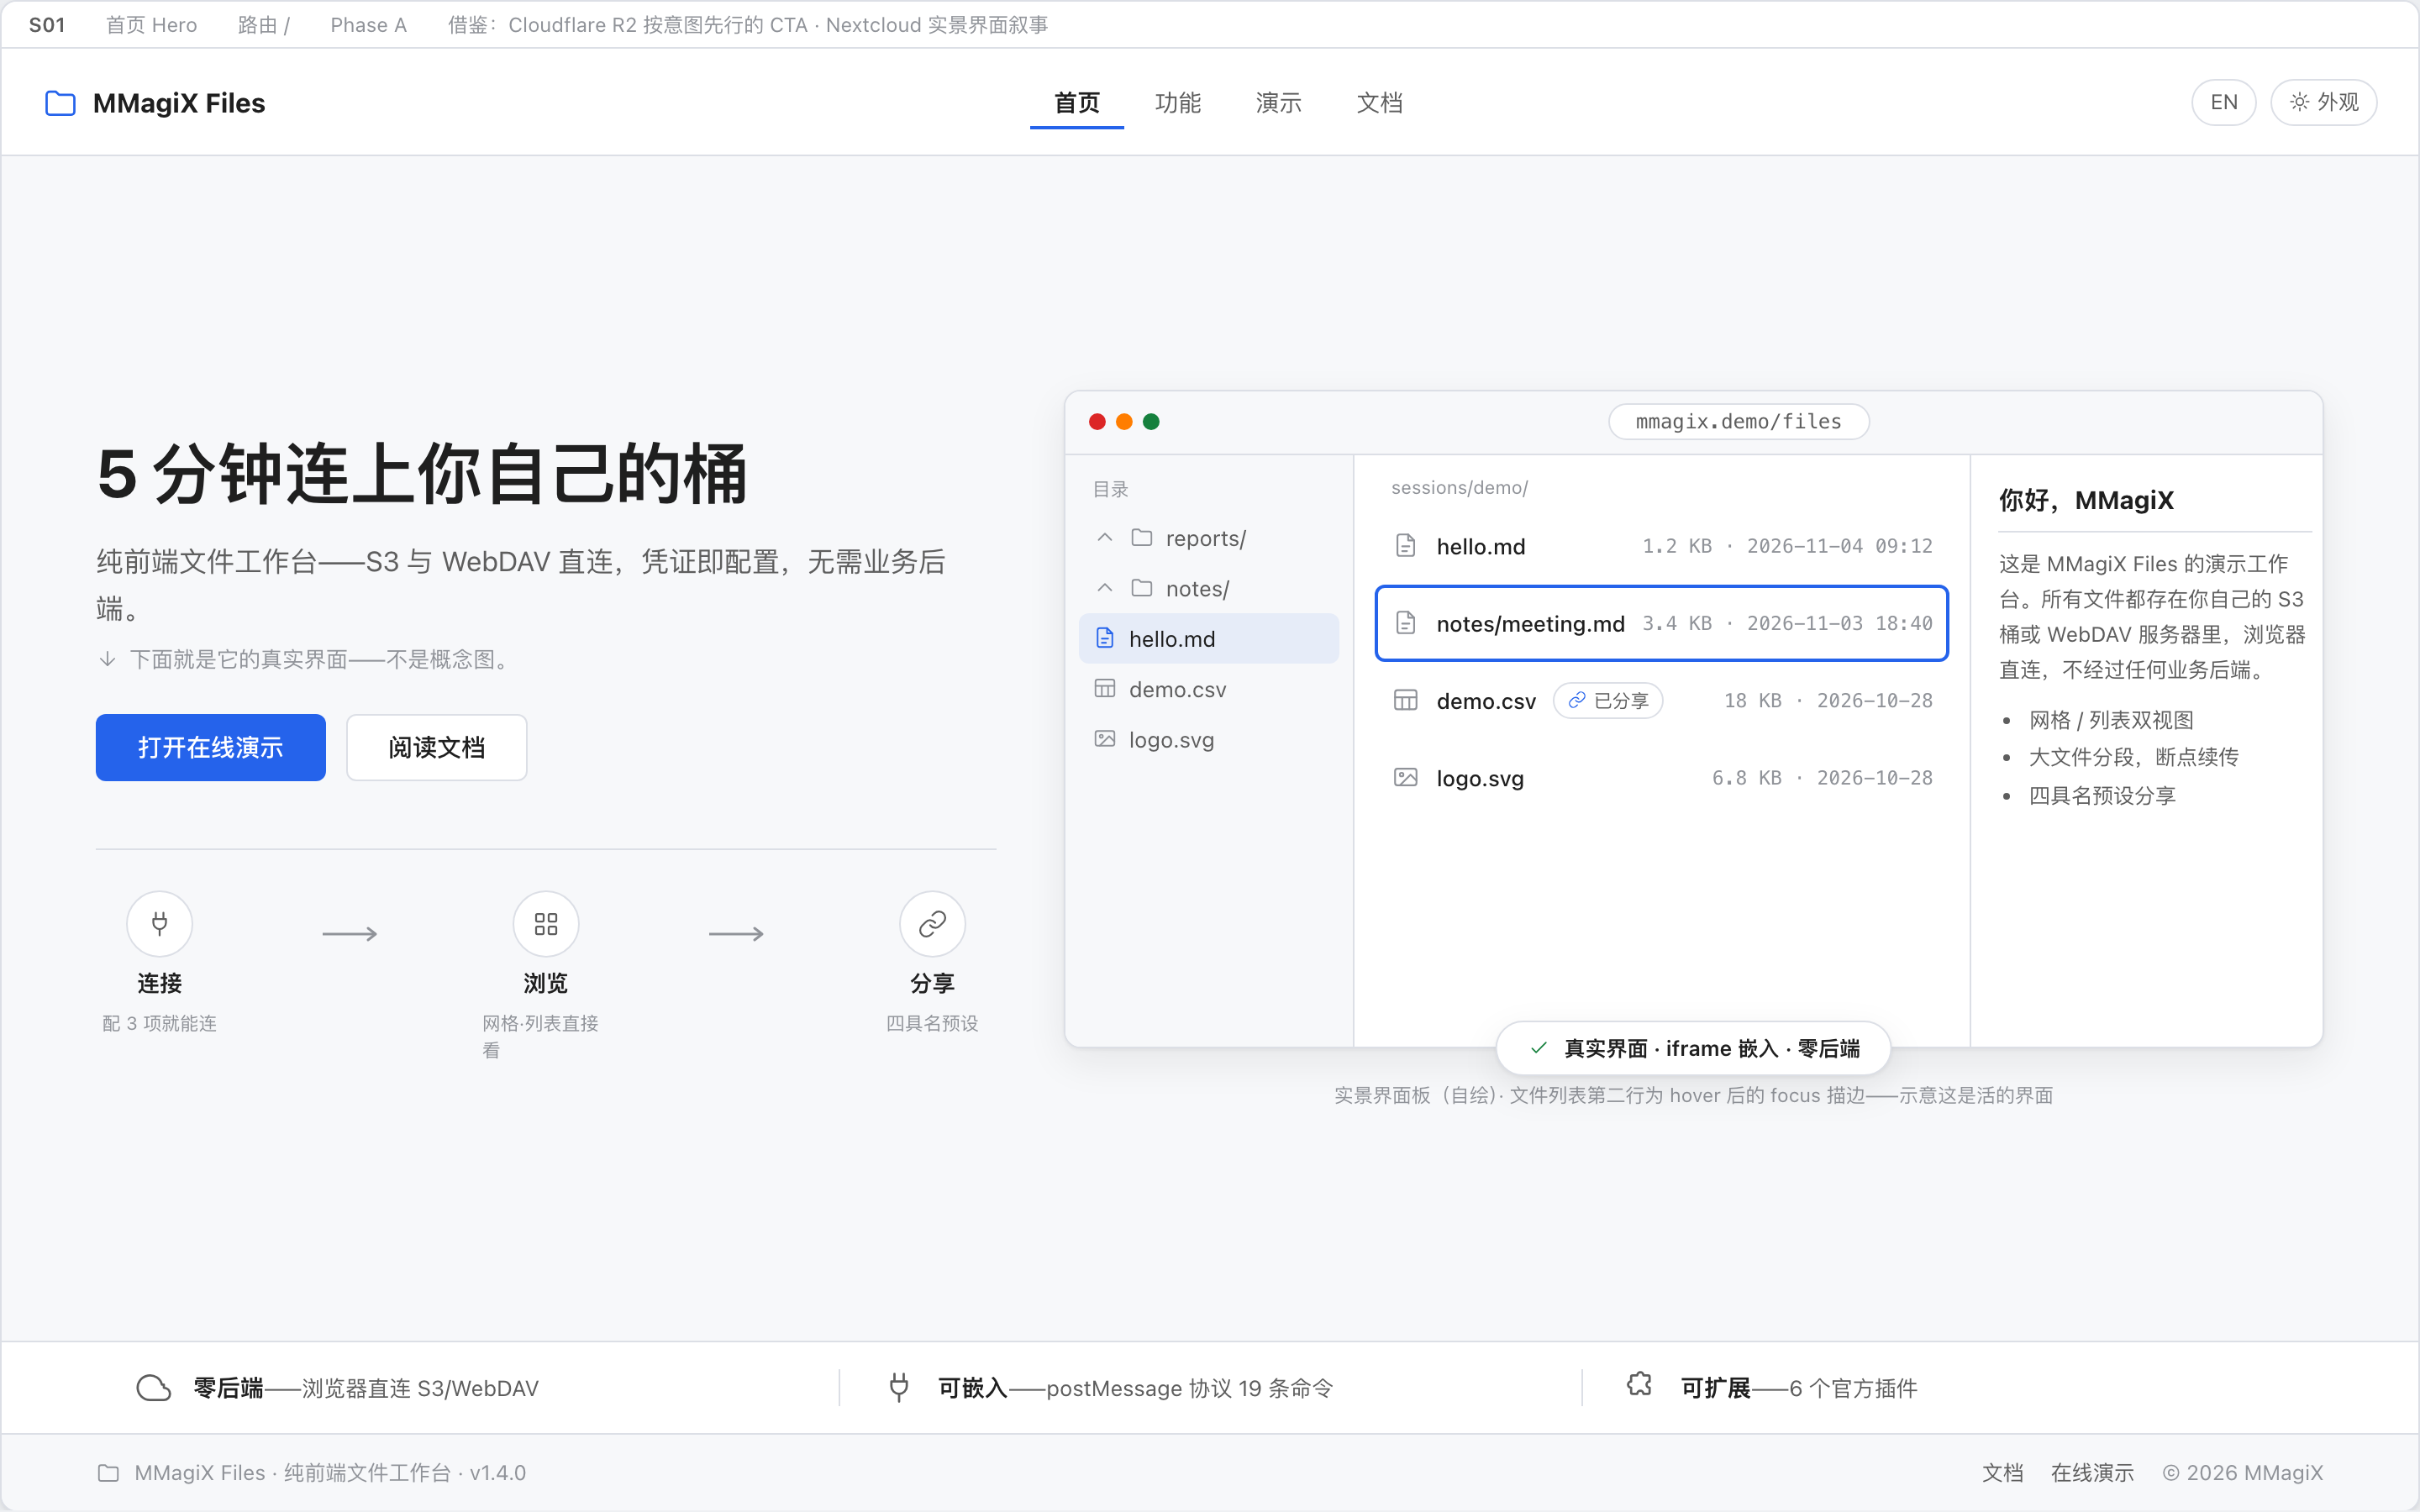 S01 首页 Hero 路由 / Phase A 借鉴：Cloudflare R2 按意图先行的 CTA · Nextcloud 实景界面叙事
MMagiX Files 首页 功能 演示 文档 EN 外观
5 分钟连上你自己的桶
纯前端文件工作台——S3 与 WebDAV 直连，凭证即配置，无需业务后
端。
下面就是它的真实界面——不是概念图。
打开在线演示 阅读文档
连接
配 3 项就能连
浏览
网格·列表直接
看
分享
四具名预设
mmagix.demo/files
目录
reports/
notes/
hello.md
demo.csv
logo.svg
sessions/demo/
hello.md 1.2 KB · 2026-11-04 09:12
notes/meeting.md 3.4 KB · 2026-11-03 18:40
demo.csv 已分享 18 KB · 2026-10-28
logo.svg 6.8 KB · 2026-10-28
你好，MMagiX
这是 MMagiX Files 的演示工作
台。所有文件都存在你自己的 S3
桶或 WebDAV 服务器里，浏览器
直连，不经过任何业务后端。
• 网格 / 列表双视图
• 大文件分段，断点续传
• 四具名预设分享
真实界面 · iframe 嵌入 · 零后端
实景界面板（自绘）· 文件列表第二行为 hover 后的 focus 描边——示意这是活的界面
零后端——浏览器直连 S3/WebDAV
可嵌入——postMessage 协议 19 条命令
可扩展——6 个官方插件
MMagiX Files · 纯前端文件工作台 · v1.4.0
文档 在线演示 © 2026 MMagiX